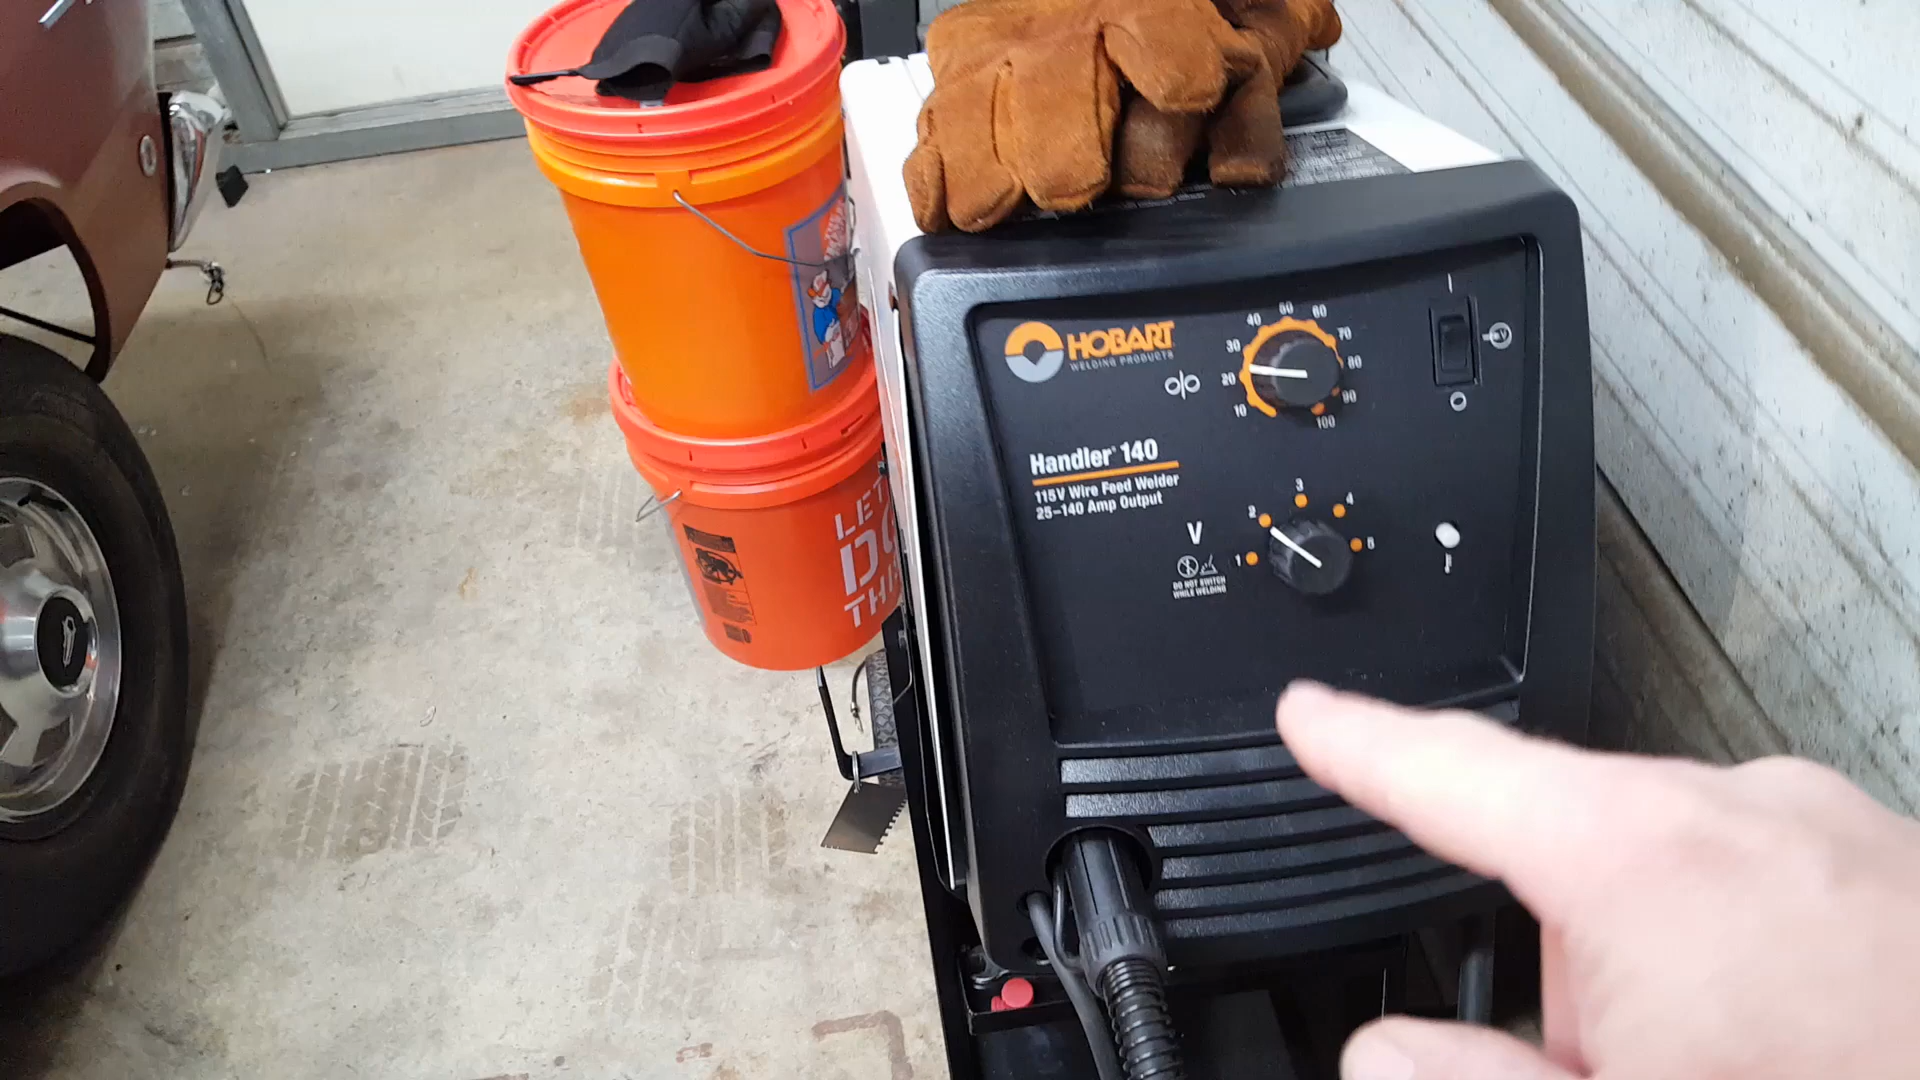 HOBART
WELDING PRODUCTS
10
20
30
40
50
60
70
80
90
100
Handler 140
115V Wire Feed Welder
25-140 Amp Output
V
1
2
3
4
5
DO NOT SWITCH
WHILE WELDING
LET
DO
THIS